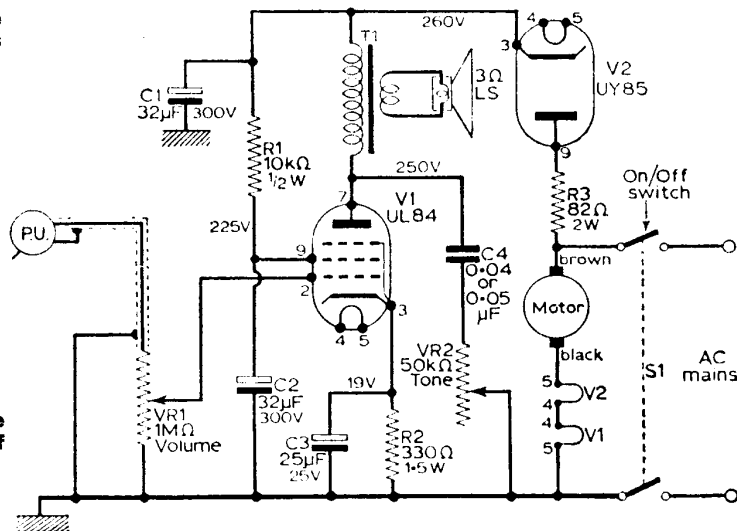 e
s
260V
T1
3
4
5
V2
UY85
9
3Ω
LS
C1
32µF 300V
R1
10kΩ
1/2 W
250V
On/Off
switch
R3
82Ω
2W
7
V1
UL84
225V
P.U.
9
2
3
4
5
C4
0·04
or
0·05
µF
brown
Motor
black
VR2
50kΩ
Tone
S1
AC
mains
19V
5
V2
4
4
V1
5
C2
32µF
300V
VR1
1MΩ
Volume
C3
25µF
25V
R2
330Ω
1·5W
e
f